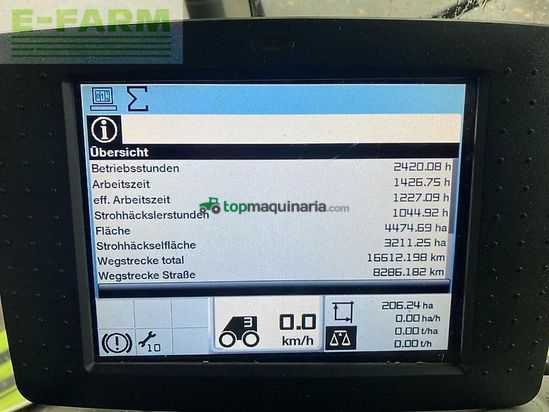 E-FARM
Übersicht
Betriebsstunden 2420.08 h
Arbeitszeit 1426.75 h
eff. Arbeitszeit 1227.09 h
Strohhäckslerstunden 1044.92 h
Fläche 4474.69 ha
Strohhäckselfläche 3211.25 ha
Wegstrecke total 16612.198 km
Wegstrecke Straße 8286.182 km
topmaquinaria.com
10
3
0.0
km/h
206.24 ha
0.00 ha/h
0.00 t/ha
0.00 t/h